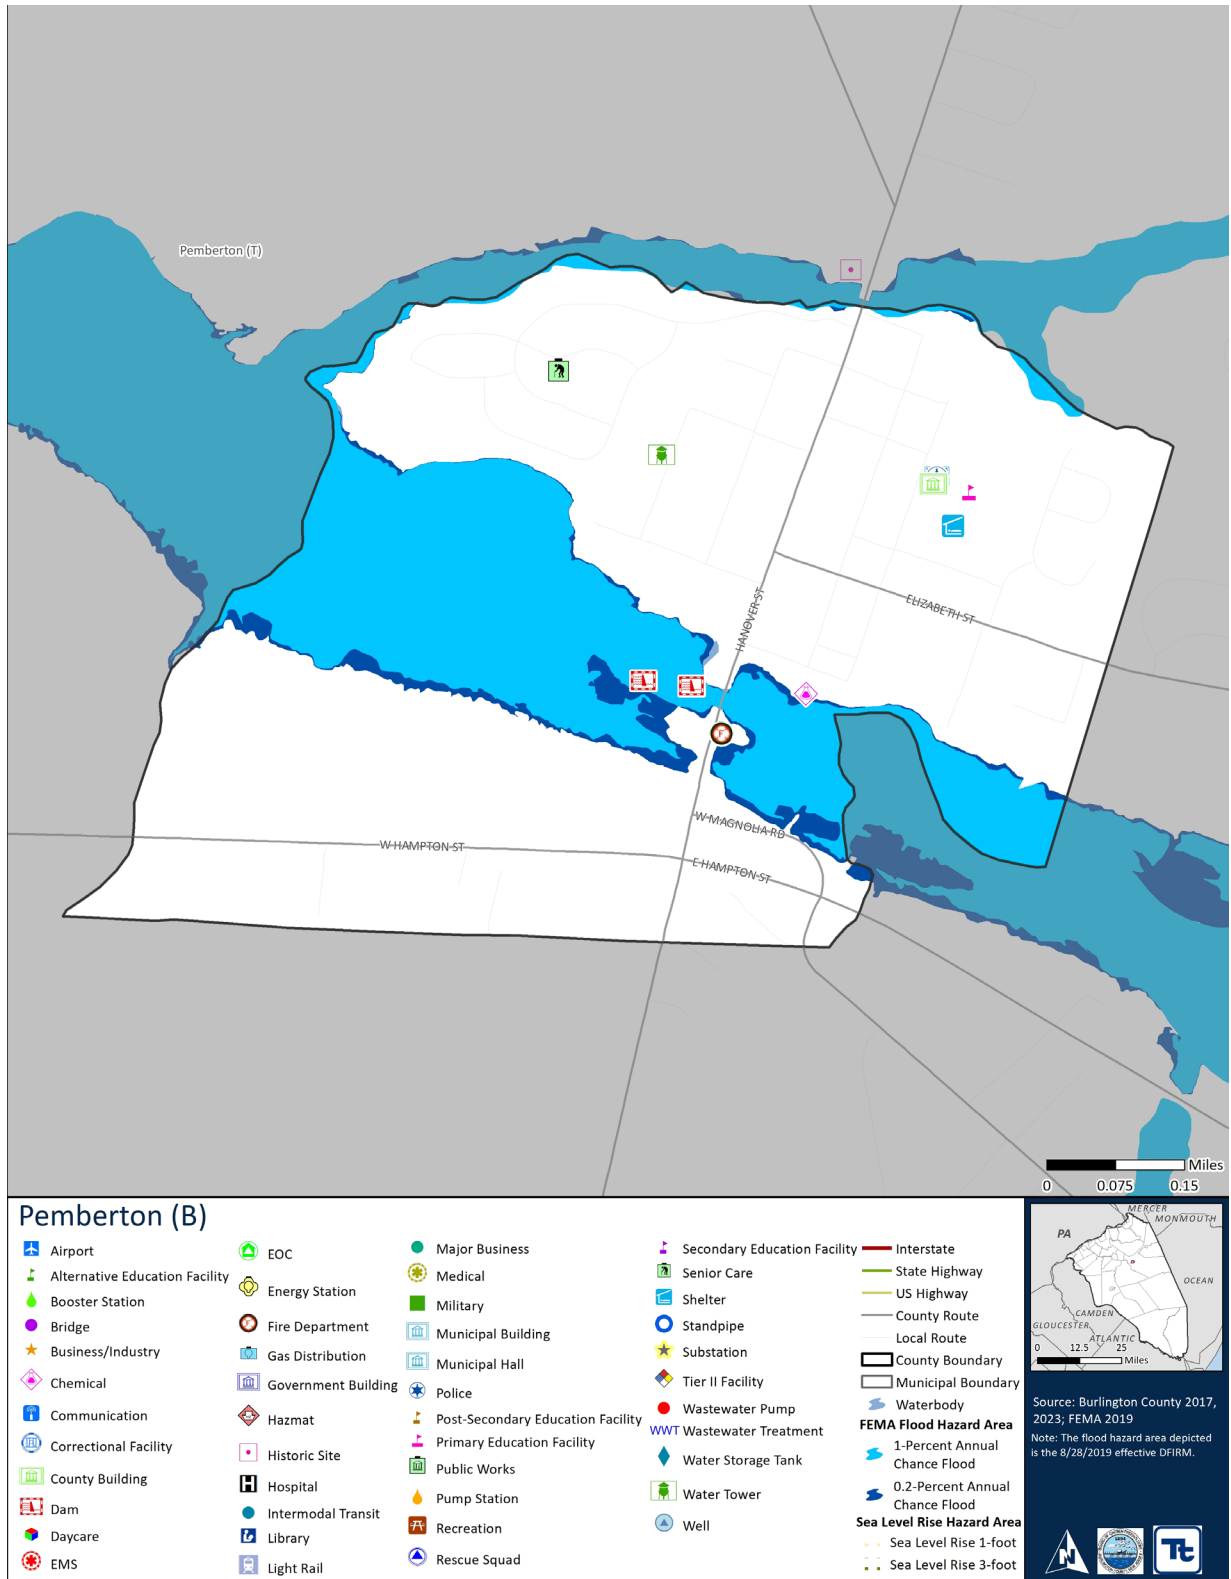 Pemberton (T)
HANOVER ST
ELIZABETH ST
F
W MAGNOLIA RD
W HAMPTON ST
E HAMPTON ST
Miles
0 0.075 0.15
Pemberton (B)
Airport
Alternative Education Facility
Booster Station
Bridge
Business/Industry
Chemical
Communication
Correctional Facility
County Building
Dam
Daycare
EMS
EOC
Energy Station
Fire Department
Gas Distribution
Government Building
Hazmat
Historic Site
Hospital
Intermodal Transit
Library
Light Rail
Major Business
Medical
Military
Municipal Building
Municipal Hall
Police
Post-Secondary Education Facility
Primary Education Facility
Public Works
Pump Station
Recreation
Rescue Squad
Secondary Education Facility
Senior Care
Shelter
Standpipe
Substation
Tier II Facility
Wastewater Pump
WWT Wastewater Treatment
Water Storage Tank
Water Tower
Well
Interstate
State Highway
US Highway
County Route
Local Route
County Boundary
Municipal Boundary
Waterbody
FEMA Flood Hazard Area
1-Percent Annual
Chance Flood
0.2-Percent Annual
Chance Flood
Sea Level Rise Hazard Area
Sea Level Rise 1-foot
Sea Level Rise 3-foot
MERCER
MONMOUTH
PA
OCEAN
CAMDEN
GLOUCESTER
ATLANTIC
0 12.5 25
Miles
Source: Burlington County 2017,
2023; FEMA 2019
Note: The flood hazard area depicted
is the 8/28/2019 effective DFIRM.
N
Tt